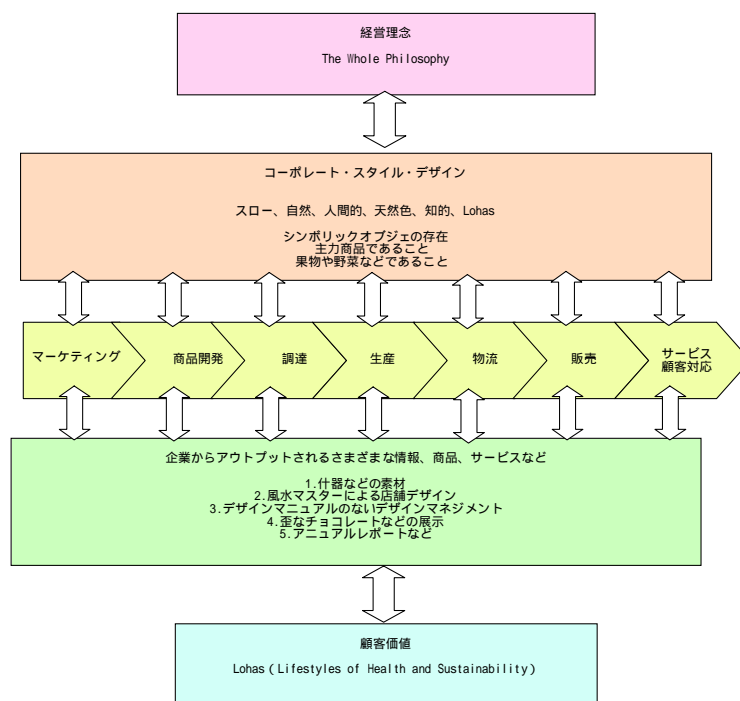 経営理念
The Whole Philosophy
コーポレート・スタイル・デザイン
スロー、自然、人間的、天然色、知的、Lohas
シンボリックオブジェの存在
主力商品であること
果物や野菜などであること
マーケティング
商品開発
調達
生産
物流
販売
サービス
顧客対応
企業からアウトプットされるさまざまな情報、商品、サービスなど
1.什器などの素材
2.風水マスターによる店舗デザイン
3.デザインマニュアルのないデザインマネジメント
4.歪なチョコレートなどの展示
5.アニュアルレポートなど
顧客価値
Lohas(Lifestyles of Health and Sustainability)